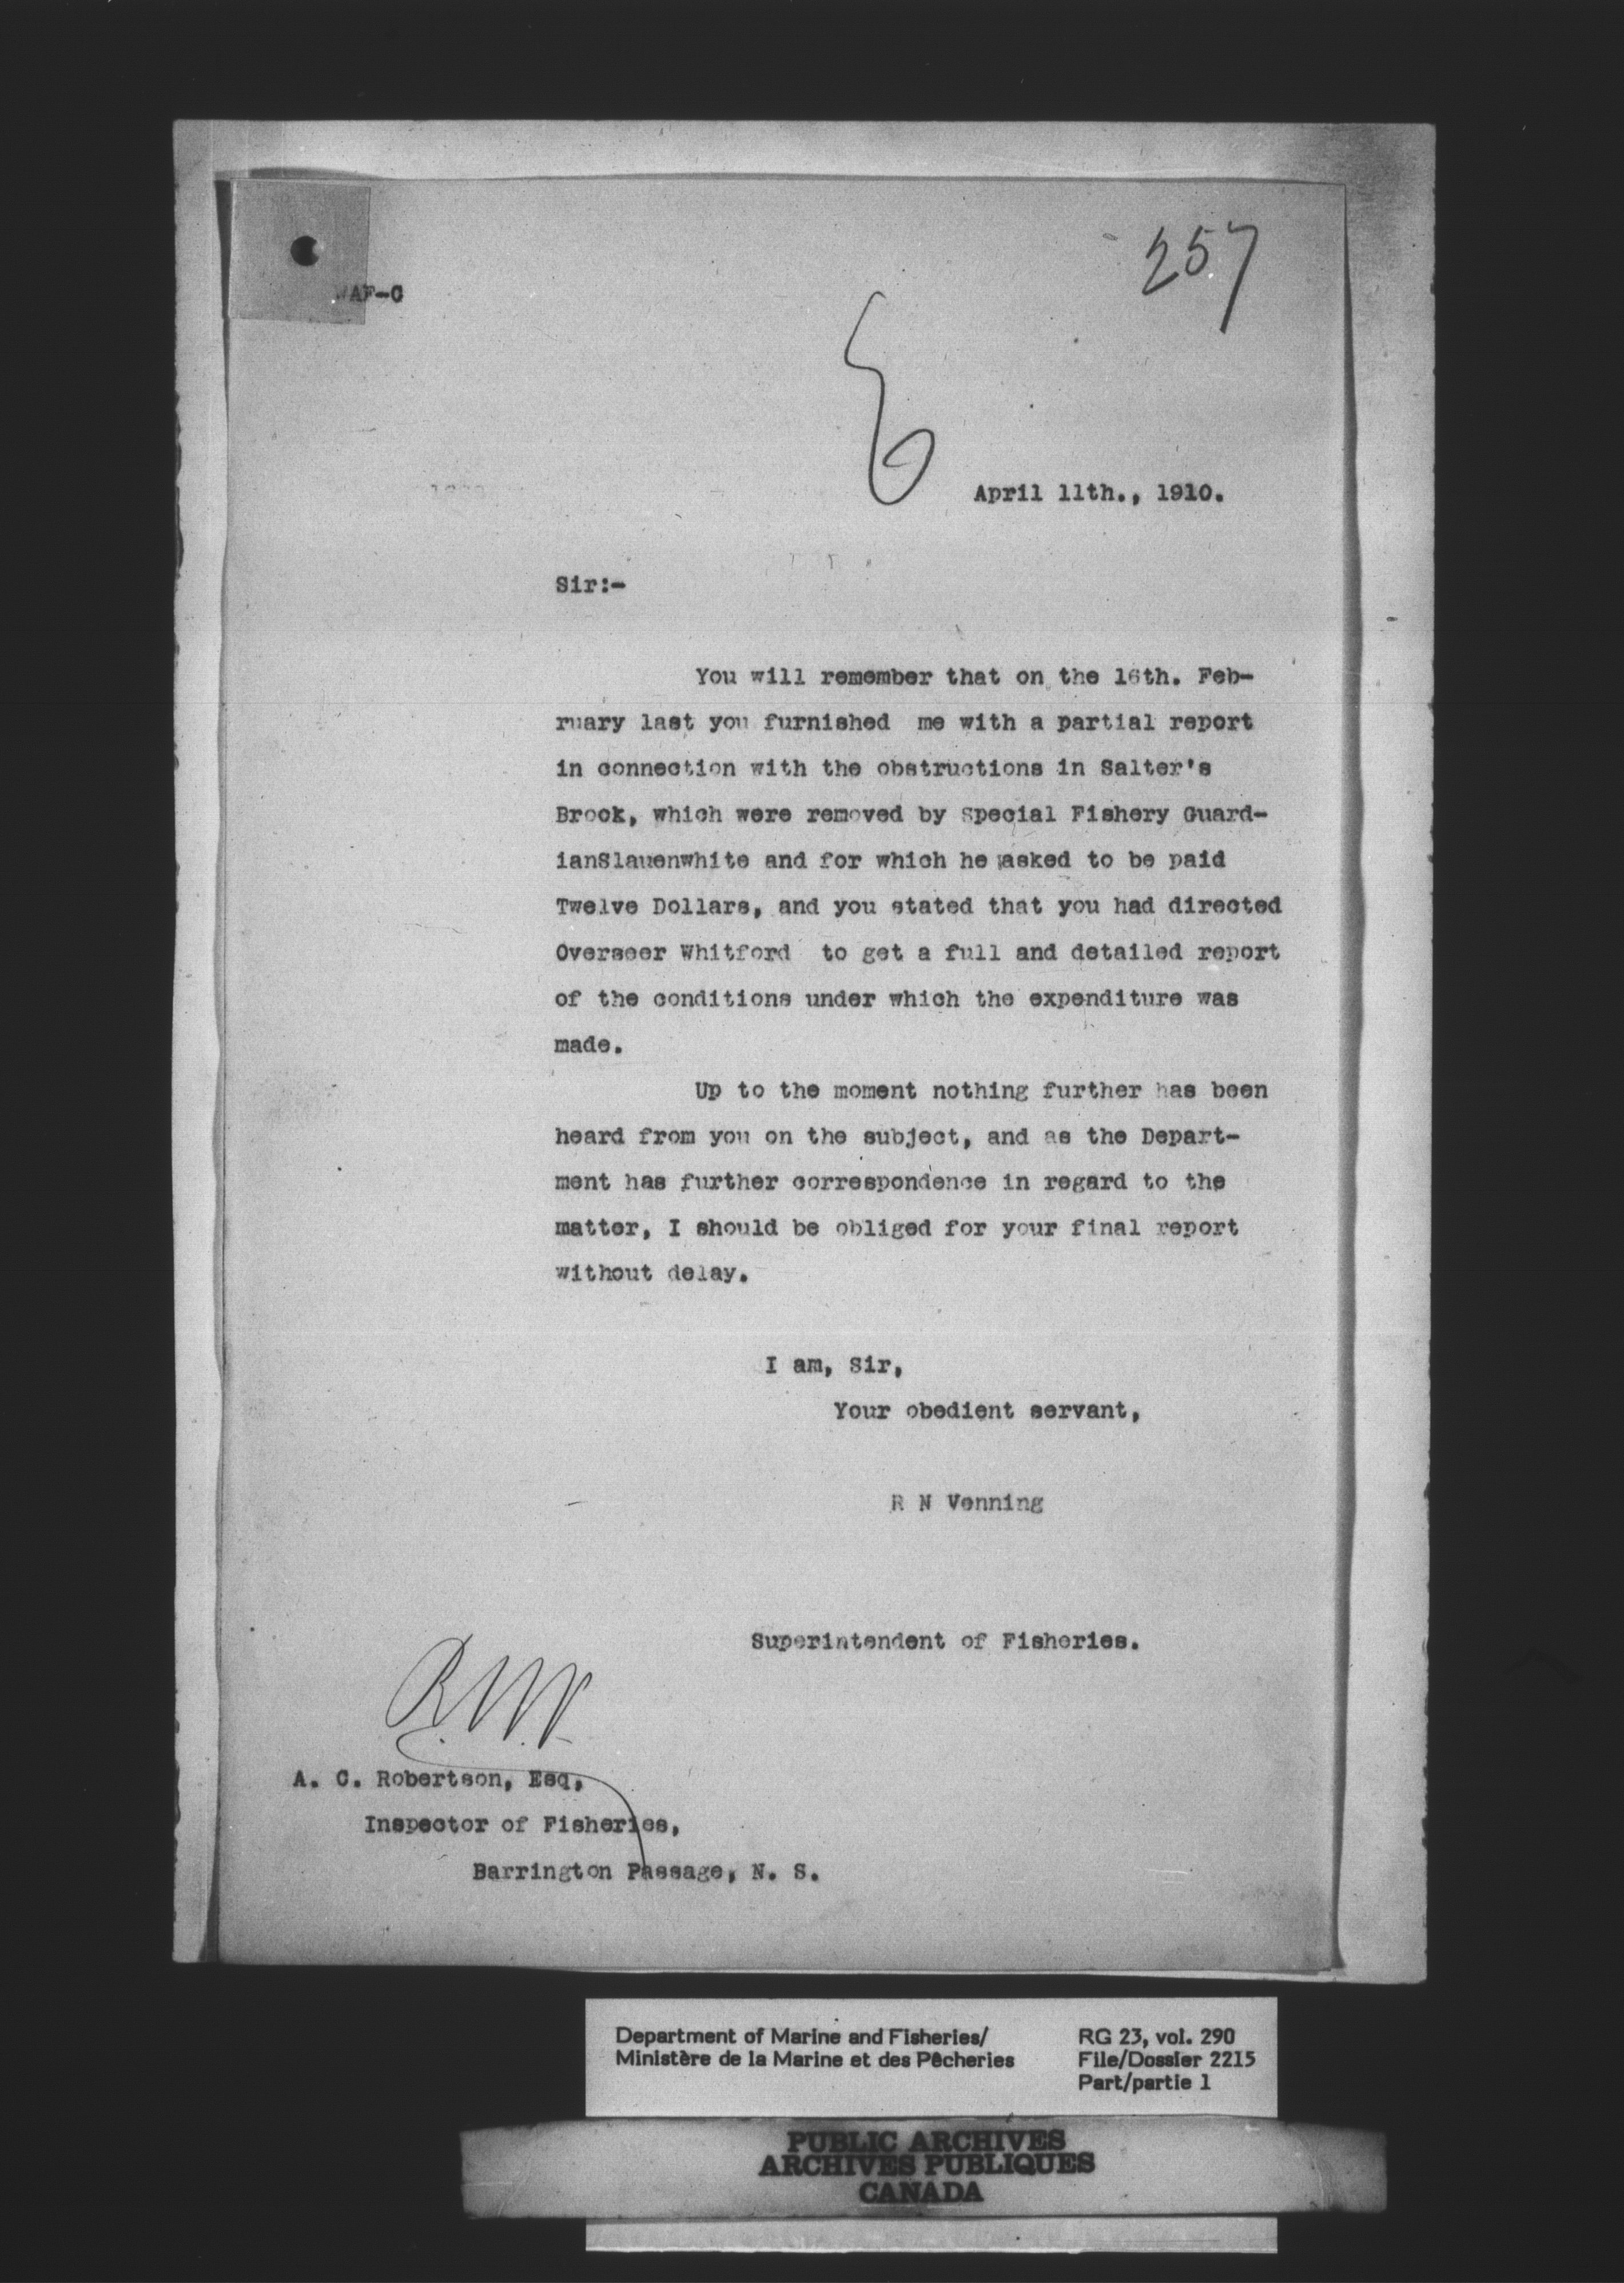 257
WAF-C
April 11th., 1910.
Sir:-
You will remember that on the 16th. Feb-
ruary last you furnished me with a partial report
in connection with the obstructions in Salter's
Brook, which were removed by Special Fishery Guard-
ianSlauenwhite and for which he asked to be paid
Twelve Dollars, and you stated that you had directed
Overseer Whitford to get a full and detailed report
of the conditions under which the expenditure was
made.
Up to the moment nothing further has been
heard from you on the subject, and as the Depart-
ment has further correspondence in regard to the
matter, I should be obliged for your final report
without delay.
I am, Sir,
Your obedient servant,
R N Venning
Superintendent of Fisheries.
A. C. Robertson, Esq,
Inspector of Fisheries,
Barrington Passage, N. S.
Department of Marine and Fisheries/
Ministère de la Marine et des Pêcheries
RG 23, vol. 290
File/Dossier 2215
Part/partie 1
PUBLIC ARCHIVES
ARCHIVES PUBLIQUES
CANADA